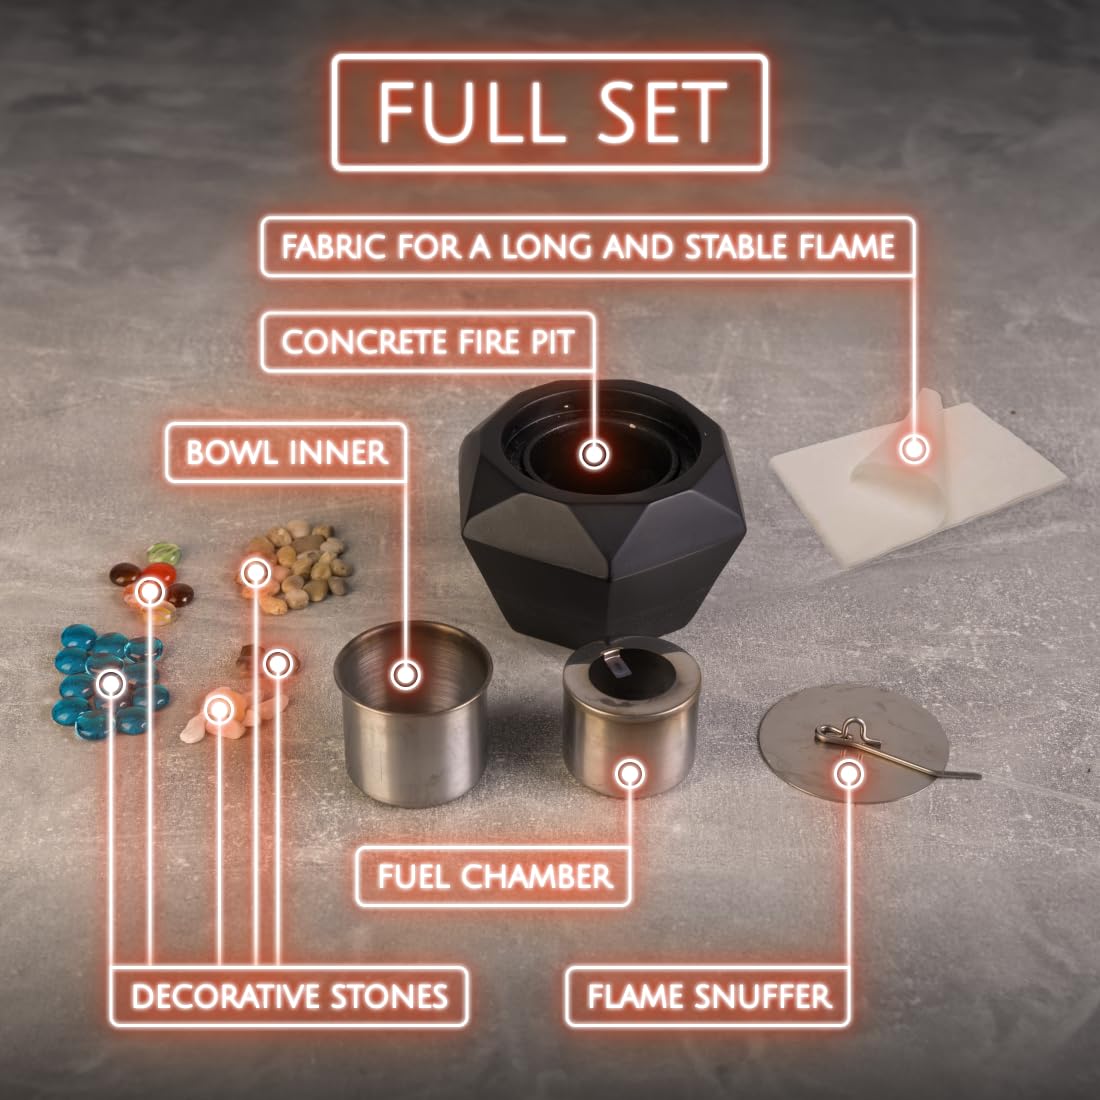 FULL SET
FABRIC FOR A LONG AND STABLE FLAME
CONCRETE FIRE PIT
BOWL INNER
FUEL CHAMBER
DECORATIVE STONES
FLAME SNUFFER